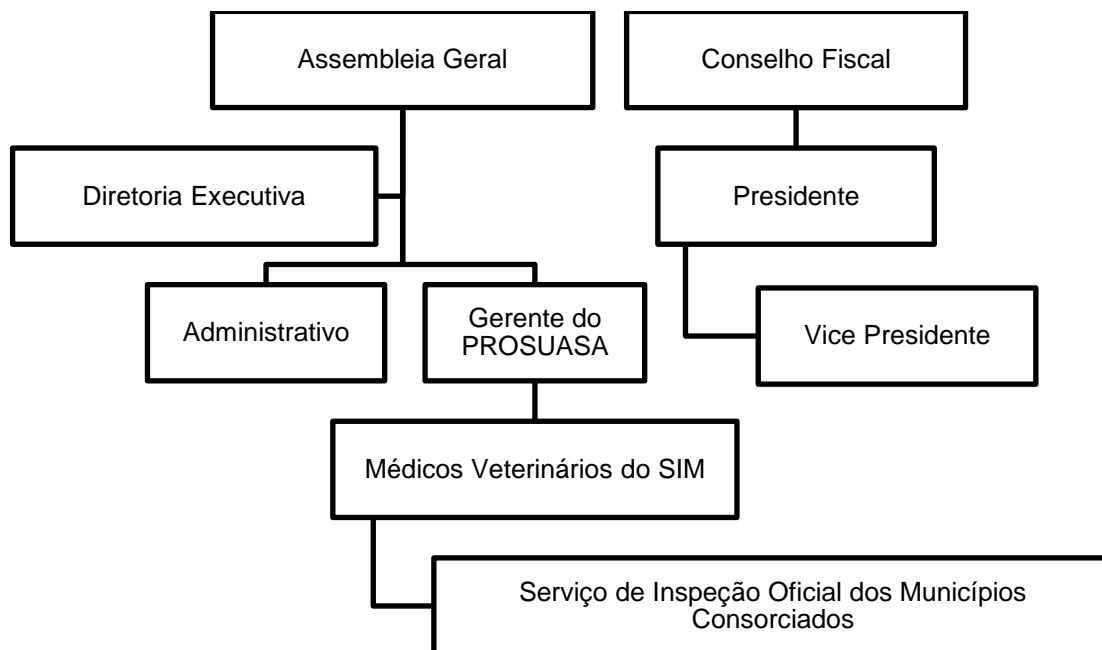 Assembleia Geral
Conselho Fiscal
Diretoria Executiva
Presidente
Administrativo
Gerente do
PROSUASA
Vice Presidente
Médicos Veterinários do SIM
Serviço de Inspeção Oficial dos Municípios
Consorciados